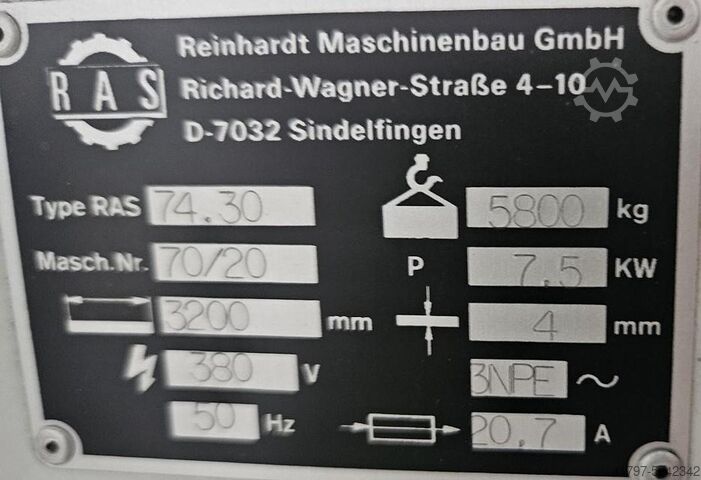 RAS
Reinhardt Maschinenbau GmbH
Richard-Wagner-Straße 4-10
D-7032 Sindelfingen
Type RAS 74.30
5800 kg
Masch.Nr. 70/20
P 7,5 KW
3200 mm
4 mm
380 V
3NPE ~
50 Hz
20,7 A